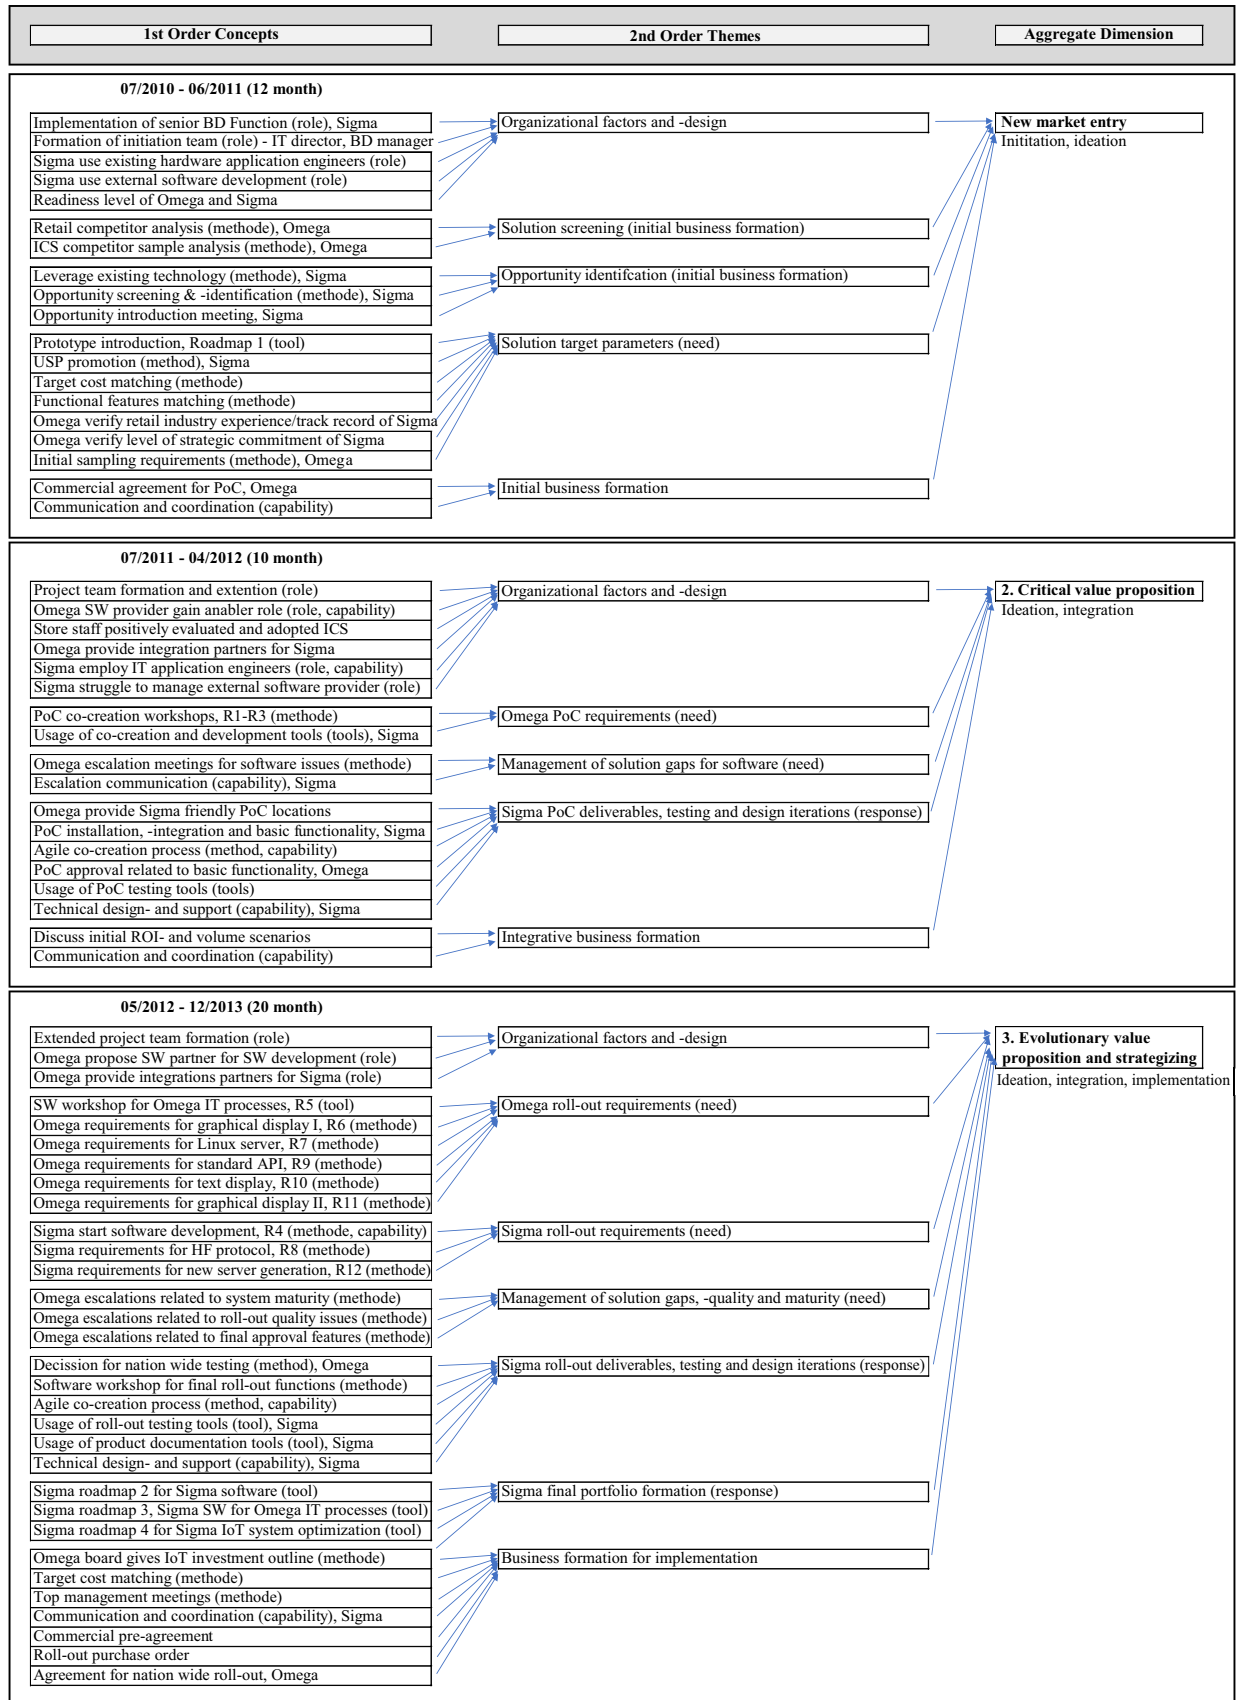 1st Order Concepts
2nd Order Themes
Aggregate Dimension
07/2010 - 06/2011 (12 month)
Implementation of senior BD Function (role), Sigma
Formation of initiation team (role) - IT director, BD manager
Sigma use existing hardware application engineers (role)
Sigma use external software development (role)
Readiness level of Omega and Sigma
Organizational factors and -design
New market entry
Inititation, ideation
Retail competitor analysis (methode), Omega
ICS competitor sample analysis (methode), Omega
Solution screening (initial business formation)
Leverage existing technology (methode), Sigma
Opportunity screening & -identification (methode), Sigma
Opportunity introduction meeting, Sigma
Opportunity identifcation (initial business formation)
Prototype introduction, Roadmap 1 (tool)
USP promotion (method), Sigma
Target cost matching (methode)
Functional features matching (methode)
Omega verify retail industry experience/track record of Sigma
Omega verify level of strategic commitment of Sigma
Initial sampling requirements (methode), Omega
Solution target parameters (need)
Commercial agreement for PoC, Omega
Communication and coordination (capability)
Initial business formation
07/2011 - 04/2012 (10 month)
Project team formation and extention (role)
Omega SW provider gain anabler role (role, capability)
Store staff positively evaluated and adopted ICS
Omega provide integration partners for Sigma
Sigma employ IT application engineers (role, capability)
Sigma struggle to manage external software provider (role)
Organizational factors and -design
2. Critical value proposition
Ideation, integration
PoC co-creation workshops, R1-R3 (methode)
Usage of co-creation and development tools (tools), Sigma
Omega PoC requirements (need)
Omega escalation meetings for software issues (methode)
Escalation communication (capability), Sigma
Management of solution gaps for software (need)
Omega provide Sigma friendly PoC locations
PoC installation, -integration and basic functionality, Sigma
Agile co-creation process (method, capability)
PoC approval related to basic functionality, Omega
Usage of PoC testing tools (tools)
Technical design- and support (capability), Sigma
Sigma PoC deliverables, testing and design iterations (response)
Discuss initial ROI- and volume scenarios
Communication and coordination (capability)
Integrative business formation
05/2012 - 12/2013 (20 month)
Extended project team formation (role)
Omega propose SW partner for SW development (role)
Omega provide integrations partners for Sigma (role)
Organizational factors and -design
3. Evolutionary value
proposition and strategizing
Ideation, integration, implementation
SW workshop for Omega IT processes, R5 (tool)
Omega requirements for graphical display I, R6 (methode)
Omega requirements for Linux server, R7 (methode)
Omega requirements for standard API, R9 (methode)
Omega requirements for text display, R10 (methode)
Omega requirements for graphical display II, R11 (methode)
Omega roll-out requirements (need)
Sigma start software development, R4 (methode, capability)
Sigma requirements for HF protocol, R8 (methode)
Sigma requirements for new server generation, R12 (methode)
Sigma roll-out requirements (need)
Omega escalations related to system maturity (methode)
Omega escalations related to roll-out quality issues (methode)
Omega escalations related to final approval features (methode)
Management of solution gaps, -quality and maturity (need)
Decission for nation wide testing (method), Omega
Software workshop for final roll-out functions (methode)
Agile co-creation process (method, capability)
Usage of roll-out testing tools (tool), Sigma
Usage of product documentation tools (tool), Sigma
Technical design- and support (capability), Sigma
Sigma roll-out deliverables, testing and design iterations (response)
Sigma roadmap 2 for Sigma software (tool)
Sigma roadmap 3, Sigma SW for Omega IT processes (tool)
Sigma roadmap 4 for Sigma IoT system optimization (tool)
Sigma final portfolio formation (response)
Omega board gives IoT investment outline (methode)
Target cost matching (methode)
Top management meetings (methode)
Communication and coordination (capability), Sigma
Commercial pre-agreement
Roll-out purchase order
Agreement for nation wide roll-out, Omega
Business formation for implementation